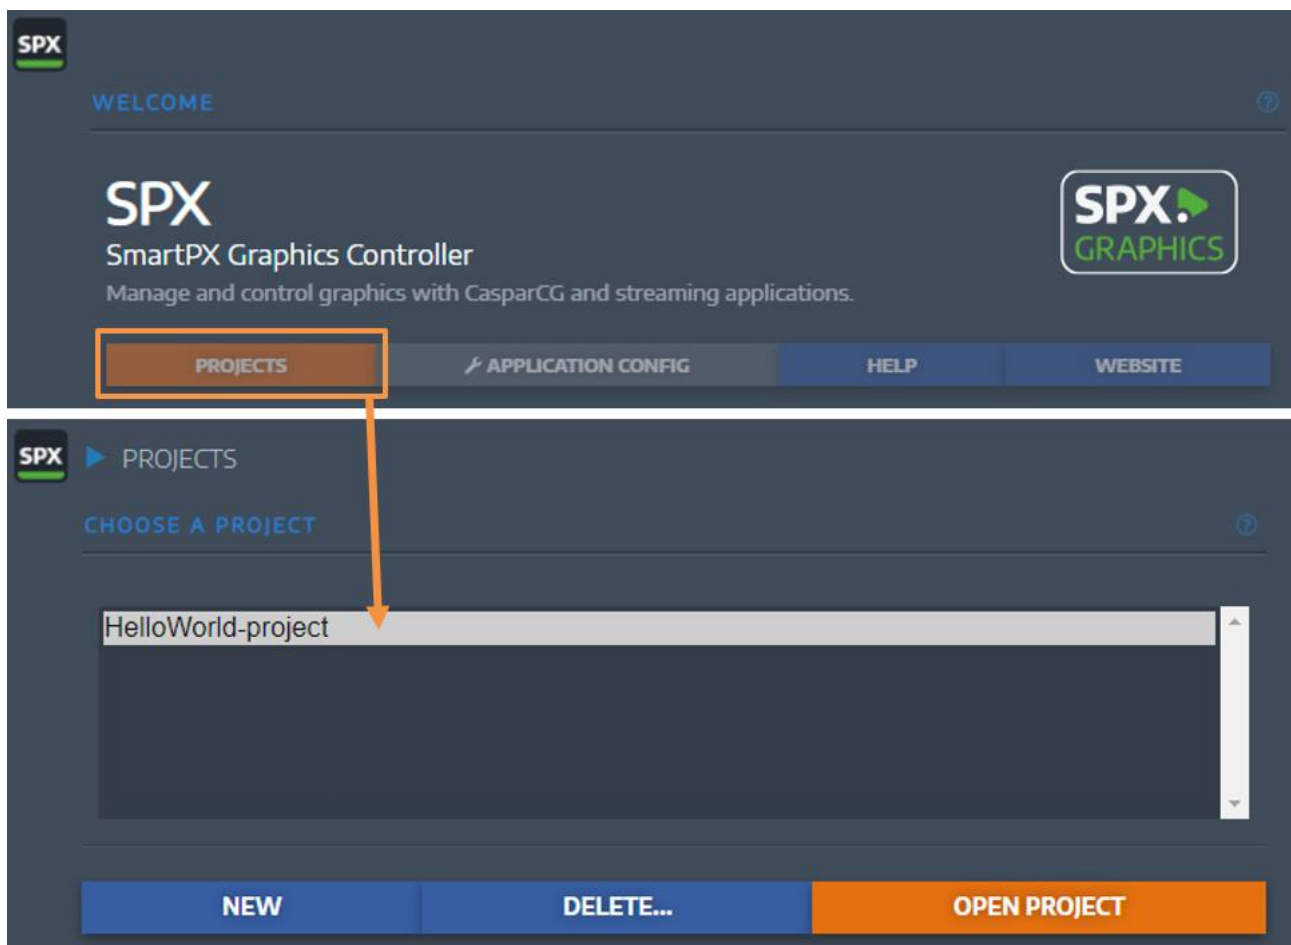 SPX
WELCOME
SPX
SmartPX Graphics Controller
Manage and control graphics with CasparCG and streaming applications.
SPX
GRAPHICS
PROJECTS APPLICATION CONFIG HELP WEBSITE
SPX PROJECTS
CHOOSE A PROJECT ?
HelloWorld-project
NEW DELETE... OPEN PROJECT